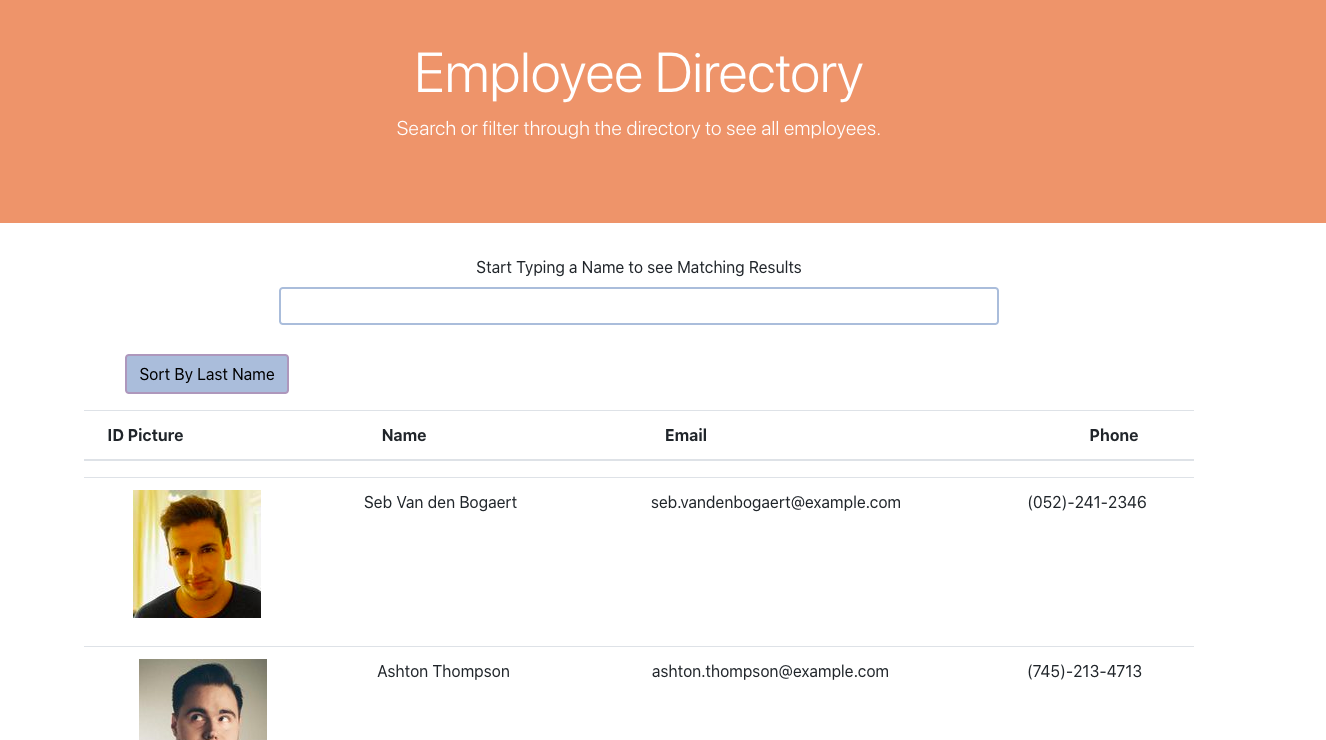 Employee Directory
Search or filter through the directory to see all employees.
Start Typing a Name to see Matching Results
Sort By Last Name
ID Picture Name Email Phone
Seb Van den Bogaert seb.vandenbogaert@example.com (052)-241-2346
Ashton Thompson ashton.thompson@example.com (745)-213-4713